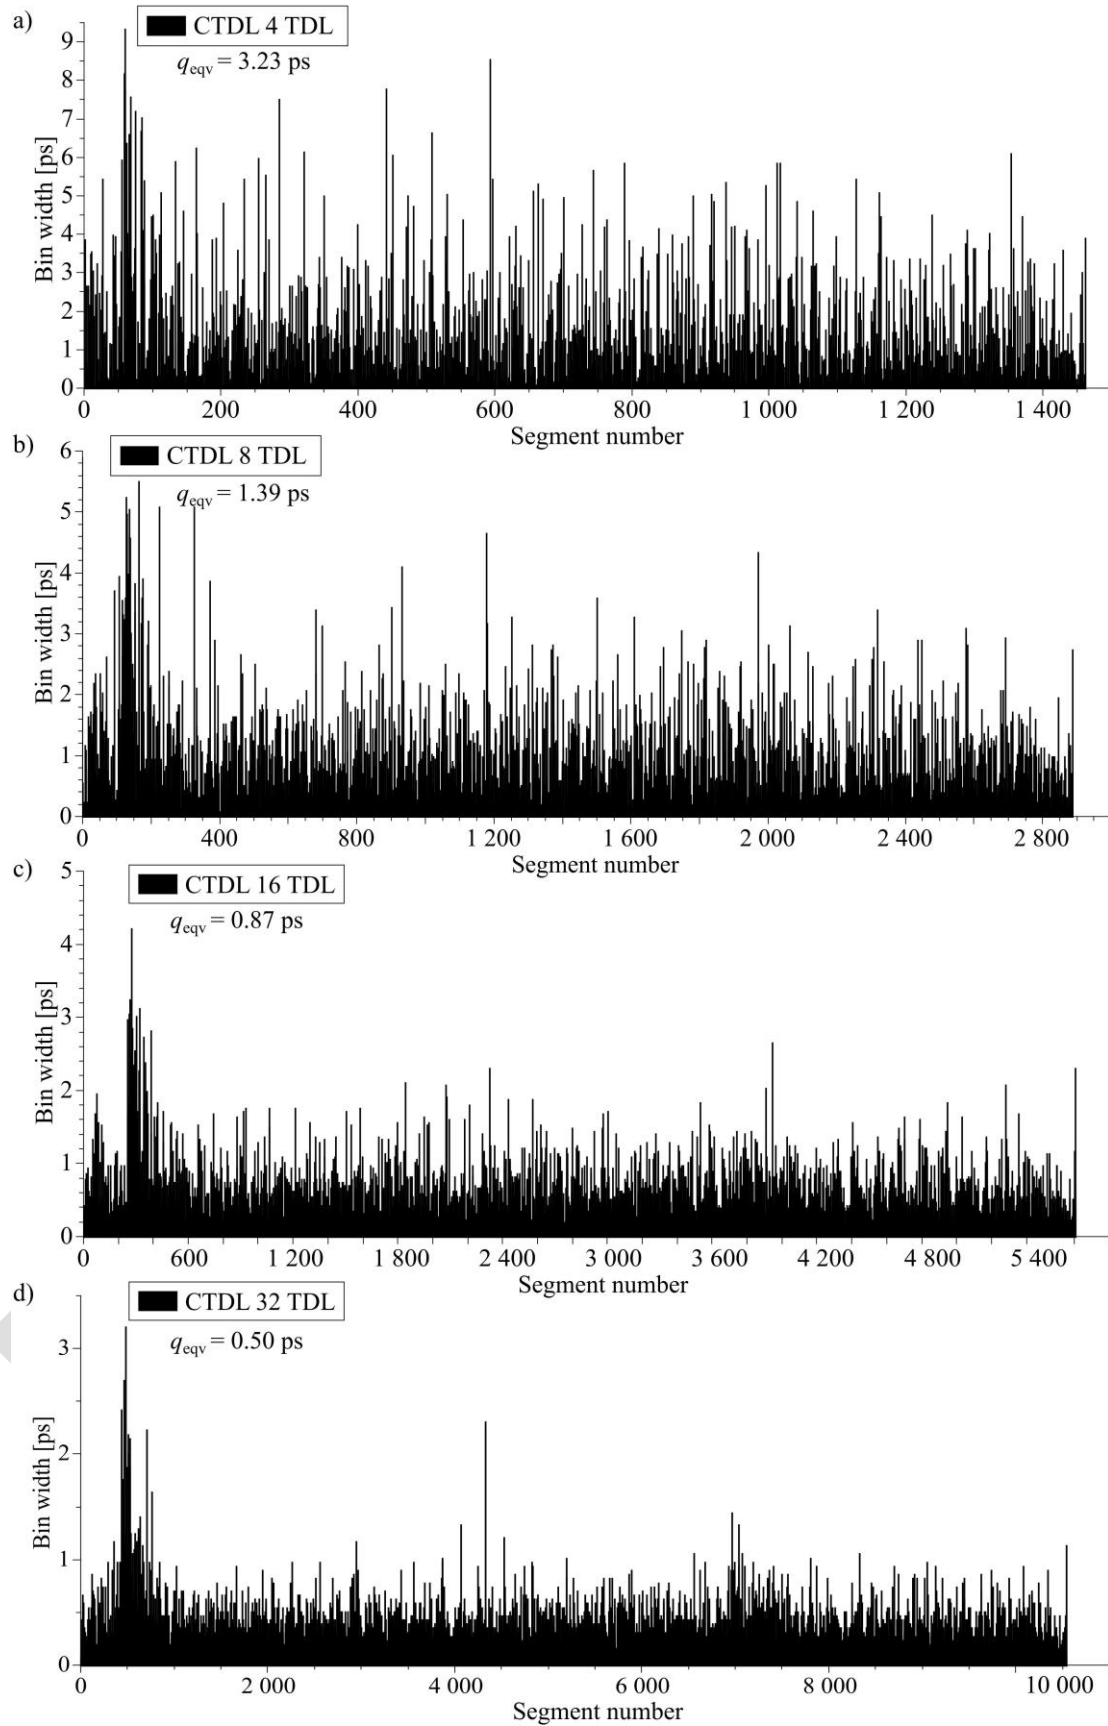 a)
CTDL 4 TDL
qeqv = 3.23 ps
Bin width [ps]
9
8
7
6
5
4
3
2
1
0
0 200 400 600 800 1 000 1 200 1 400
Segment number
b)
CTDL 8 TDL
qeqv = 1.39 ps
Bin width [ps]
6
5
4
3
2
1
0
0 400 800 1 200 1 600 2 000 2 400 2 800
Segment number
c)
CTDL 16 TDL
qeqv = 0.87 ps
Bin width [ps]
5
4
3
2
1
0
0 600 1 200 1 800 2 400 3 000 3 600 4 200 4 800 5 400
Segment number
d)
CTDL 32 TDL
qeqv = 0.50 ps
Bin width [ps]
3
2
1
0
0 2 000 4 000 6 000 8 000 10 000
Segment number